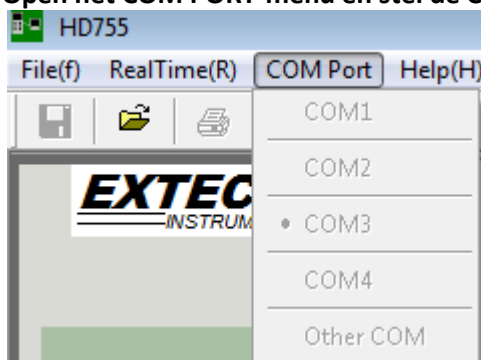 Open het COM PORT menu en stel de C
HD755
File(f) RealTime(R) COM Port Help(H)
COM1
COM2
EXTEC
INSTRUM
• COM3
COM4
Other COM